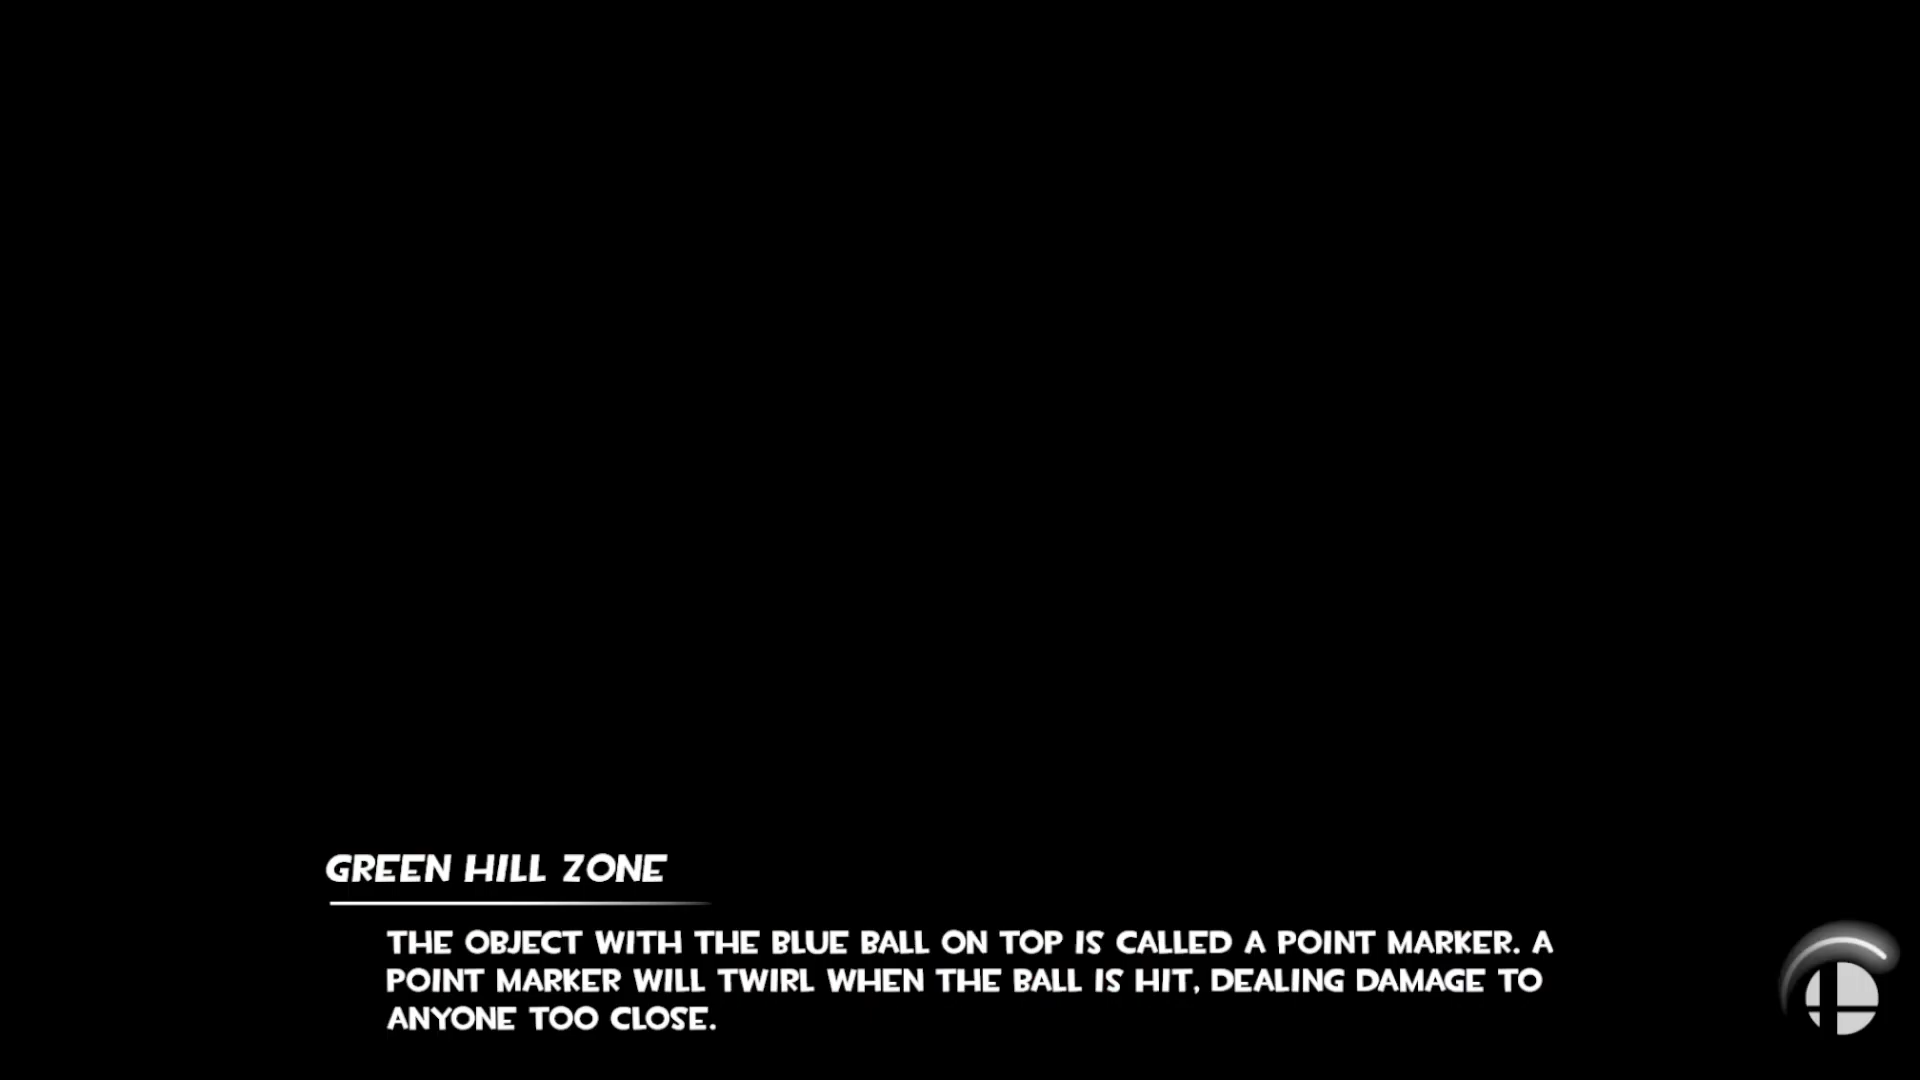 GREEN HILL ZONE
THE OBJECT WITH THE BLUE BALL ON TOP IS CALLED A POINT MARKER. A
POINT MARKER WILL TWIRL WHEN THE BALL IS HIT, DEALING DAMAGE TO
ANYONE TOO CLOSE.